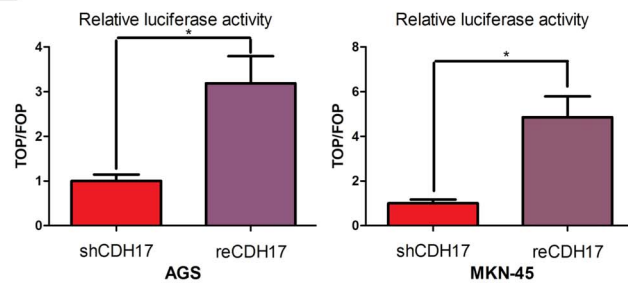 Relative luciferase activity
*
TOP/FOP
4
3
2
1
0
shCDH17
reCDH17
AGS
Relative luciferase activity
*
TOP/FOP
8
6
4
2
0
shCDH17
reCDH17
MKN-45